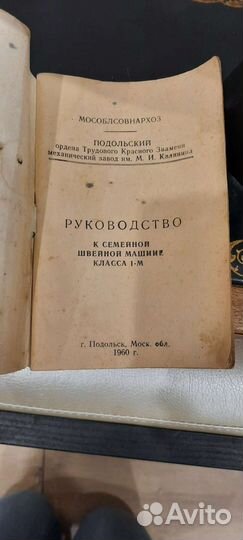 МОСОБЛСОВНАРХОЗ
ПОДОЛЬСКИЙ
ордена Трудового Красного Знамени
механический завод им. М. И. Калинина
РУКОВОДСТВО
К СЕМЕЙНОЙ
ШВЕЙНОЙ МАШИНЕ
КЛАССА 1-М
г. Подольск, Моск. обл.
1960 г.
Avito